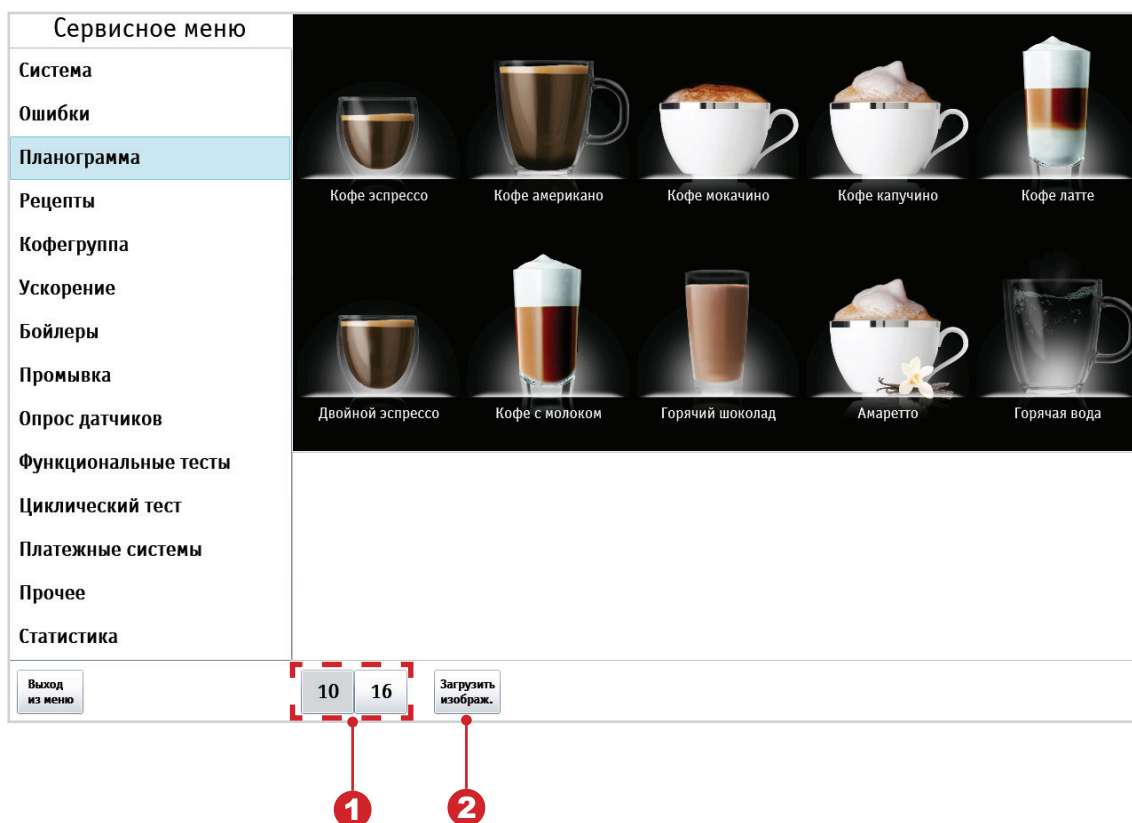 Сервисное меню
Система
Ошибки
Планограмма
Рецепты
Кофегруппа
Ускорение
Бойлеры
Промывка
Опрос датчиков
Функциональные тесты
Циклический тест
Платежные системы
Прочее
Статистика
Кофе эспрессо Кофе американо Кофе мокачино Кофе капучино Кофе латте
Двойной эспрессо Кофе с молоком Горячий шоколад Амаретто Горячая вода
Выход
из меню
10 16
Загрузить
изображ.
1 2